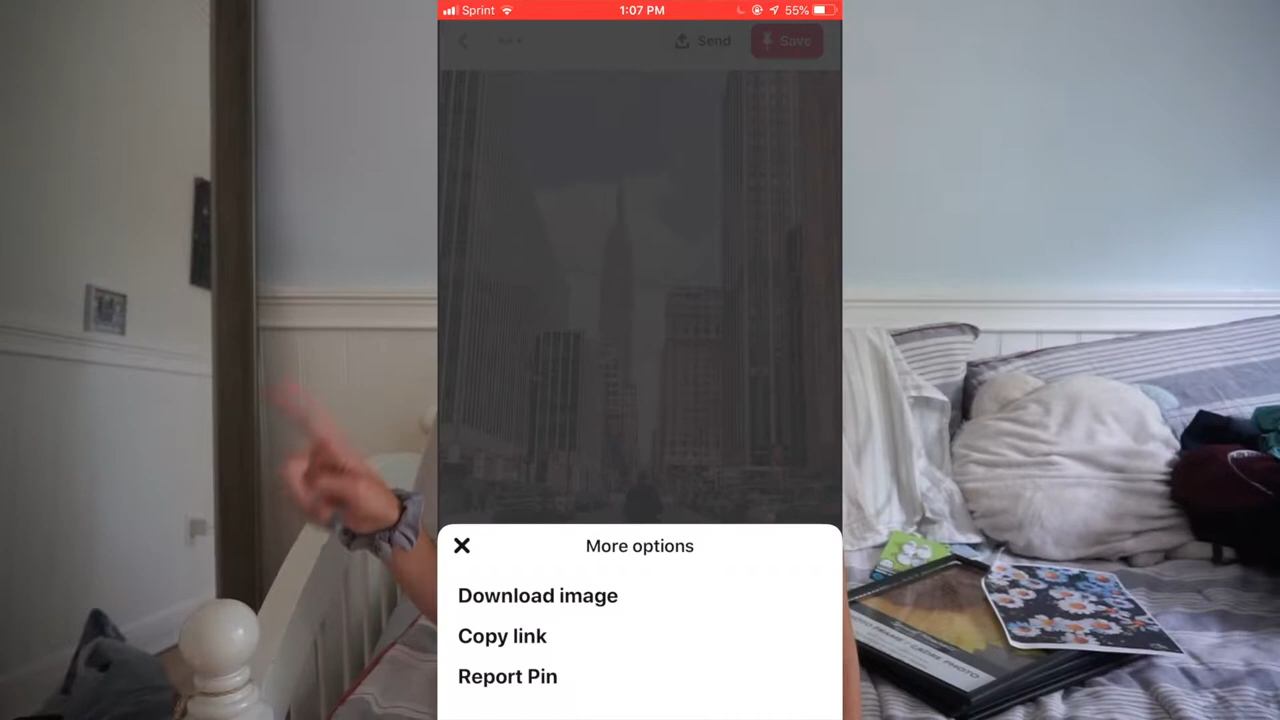 Sprint 1:07 PM 55%
Send Save
More options
Download image
Copy link
Report Pin